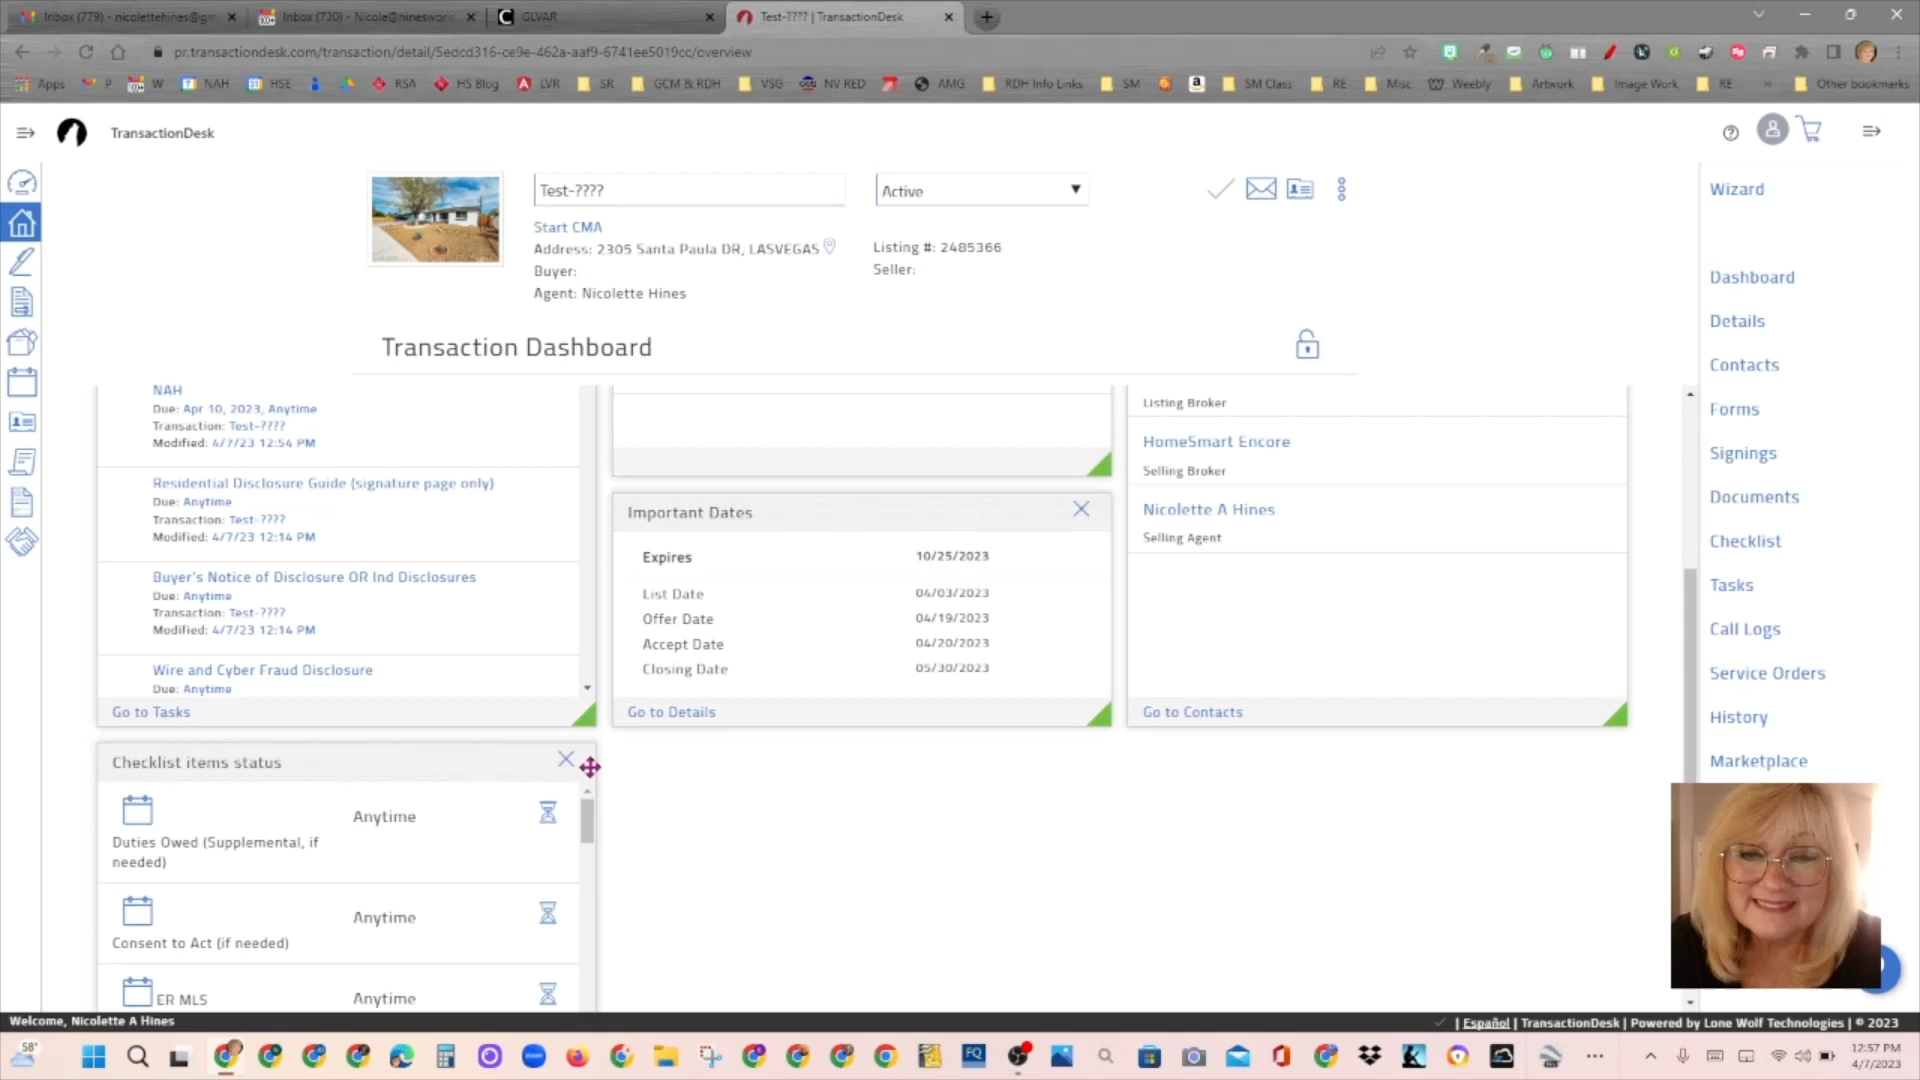 Inbox (779) - nicolettehines@gm
Inbox (730) - Nicole@hinesworld
GLVAR
Test-???? | TransactionDesk
pr.transactiondesk.com/transaction/detail/5edcd316-ce9e-462a-aaf9-6741ee5019cc/overview
Apps P W NAH HSE RSA HS Blog LVR SR GCM & RDH VSG NV RED AMG RDH Info Links SM SM Class RE Misc Weebly Artwork Image Work RE » Other bookmarks
TransactionDesk
Test-????
Active
Start CMA
Address: 2305 Santa Paula DR, LASVEGAS
Buyer:
Agent: Nicolette Hines
Listing #: 2485366
Seller:
Transaction Dashboard
NAH
Due: Apr 10, 2023, Anytime
Transaction: Test-????
Modified: 4/7/23 12:54 PM
Residential Disclosure Guide (signature page only)
Due: Anytime
Transaction: Test-????
Modified: 4/7/23 12:14 PM
Buyer's Notice of Disclosure OR Ind Disclosures
Due: Anytime
Transaction: Test-????
Modified: 4/7/23 12:14 PM
Wire and Cyber Fraud Disclosure
Due: Anytime
Go to Tasks
Checklist items status
Anytime
Duties Owed (Supplemental, if
needed)
Anytime
Consent to Act (if needed)
ER MLS Anytime
Important Dates
Expires 10/25/2023
List Date 04/03/2023
Offer Date 04/19/2023
Accept Date 04/20/2023
Closing Date 05/30/2023
Go to Details
Listing Broker
HomeSmart Encore
Selling Broker
Nicolette A Hines
Selling Agent
Go to Contacts
Wizard
Dashboard
Details
Contacts
Forms
Signings
Documents
Checklist
Tasks
Call Logs
Service Orders
History
Marketplace
Welcome, Nicolette A Hines
| Español | TransactionDesk | Powered by Lone Wolf Technologies | © 2023
58°
FQ
12:57 PM
4/7/2023